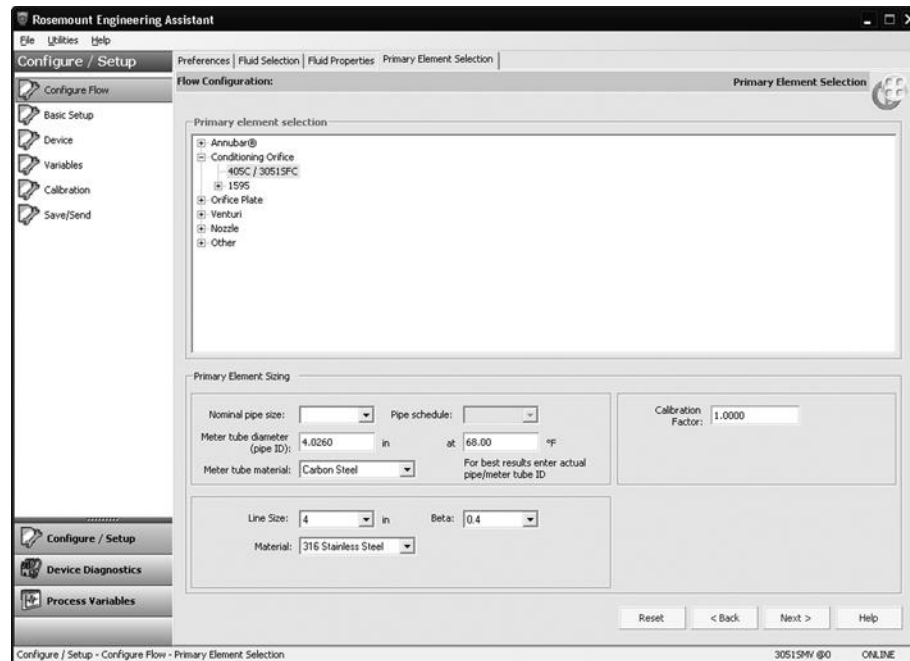 Rosemount Engineering Assistant
File Utilities Help
Configure / Setup
Configure Flow
Basic Setup
Device
Variables
Calibration
Save/Send
Configure / Setup
Device Diagnostics
Process Variables
Preferences Fluid Selection Fluid Properties Primary Element Selection
Flow Configuration: Primary Element Selection
Primary element selection
Annubar®
Conditioning Orifice
405C / 3051SFC
1595
Orifice Plate
Venturi
Nozzle
Other
Primary Element Sizing
Nominal pipe size: Pipe schedule:
Meter tube diameter (pipe ID): 4.0260 in at 68.00 °F
Meter tube material: Carbon Steel
For best results enter actual
pipe/meter tube ID
Calibration
Factor: 1.0000
Line Size: 4 in Beta: 0.4
Material: 316 Stainless Steel
Reset < Back Next > Help
Configure / Setup - Configure Flow - Primary Element Selection 3051SMV @0 ONLINE